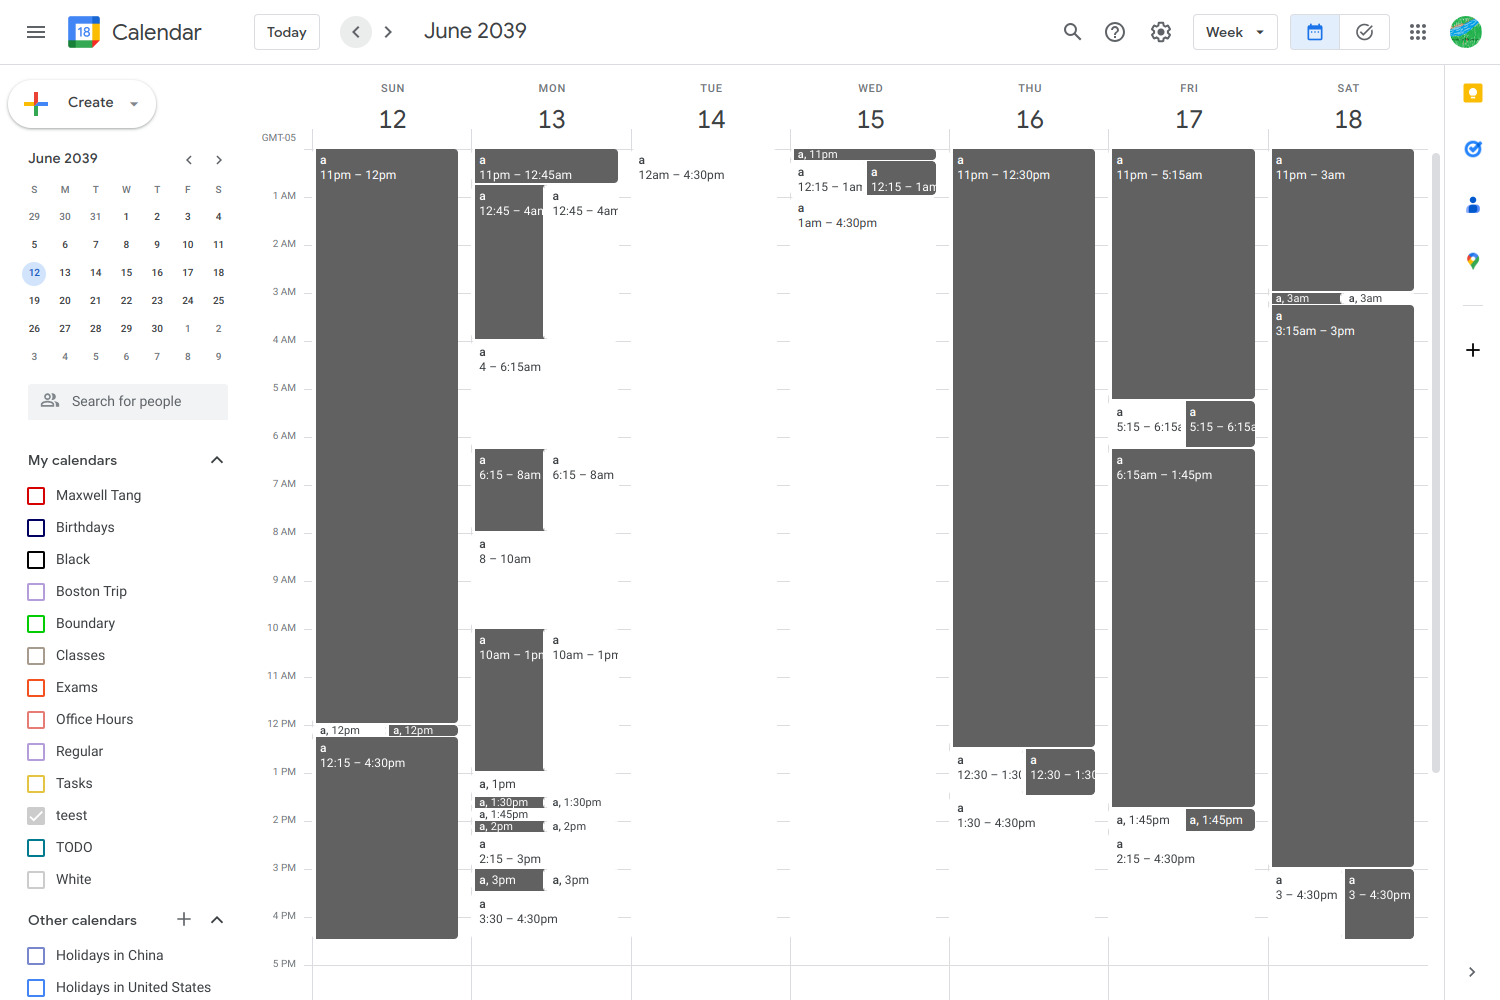 18 Calendar Today June 2039 Week
Create
June 2039
S M T W T F S
29 30 31 1 2 3 4
5 6 7 8 9 10 11
12 13 14 15 16 17 18
19 20 21 22 23 24 25
26 27 28 29 30 1 2
3 4 5 6 7 8 9
Search for people
My calendars
Maxwell Tang
Birthdays
Black
Boston Trip
Boundary
Classes
Exams
Office Hours
Regular
Tasks
teest
TODO
White
Other calendars
Holidays in China
Holidays in United States
GMT-05
1 AM
2 AM
3 AM
4 AM
5 AM
6 AM
7 AM
8 AM
9 AM
10 AM
11 AM
12 PM
1 PM
2 PM
3 PM
4 PM
5 PM
SUN
12
a
11pm – 12pm
a, 12pm
a, 12pm
a
12:15 – 4:30pm
MON
13
a
11pm – 12:45am
a
12:45 – 4am
a
12:45 – 4am
a
4 – 6:15am
a
6:15 – 8am
a
6:15 – 8am
a
8 – 10am
a
10am – 1pm
a
10am – 1pm
a, 1pm
a, 1:30pm
a, 1:30pm
a, 1:45pm
a, 2pm
a, 2pm
a
2:15 – 3pm
a, 3pm
a, 3pm
a
3:30 – 4:30pm
TUE
14
a
12am – 4:30pm
WED
15
a, 11pm
a
12:15 – 1am
a
12:15 – 1am
a
1am – 4:30pm
THU
16
a
11pm – 12:30pm
a
12:30 – 1:30
a
12:30 – 1:30
a
1:30 – 4:30pm
FRI
17
a
11pm – 5:15am
a
5:15 – 6:15a
a
5:15 – 6:15a
a
6:15am – 1:45pm
a, 1:45pm
a, 1:45pm
a
2:15 – 4:30pm
SAT
18
a
11pm – 3am
a, 3am
a, 3am
a
3:15am – 3pm
a
3 – 4:30pm
a
3 – 4:30pm